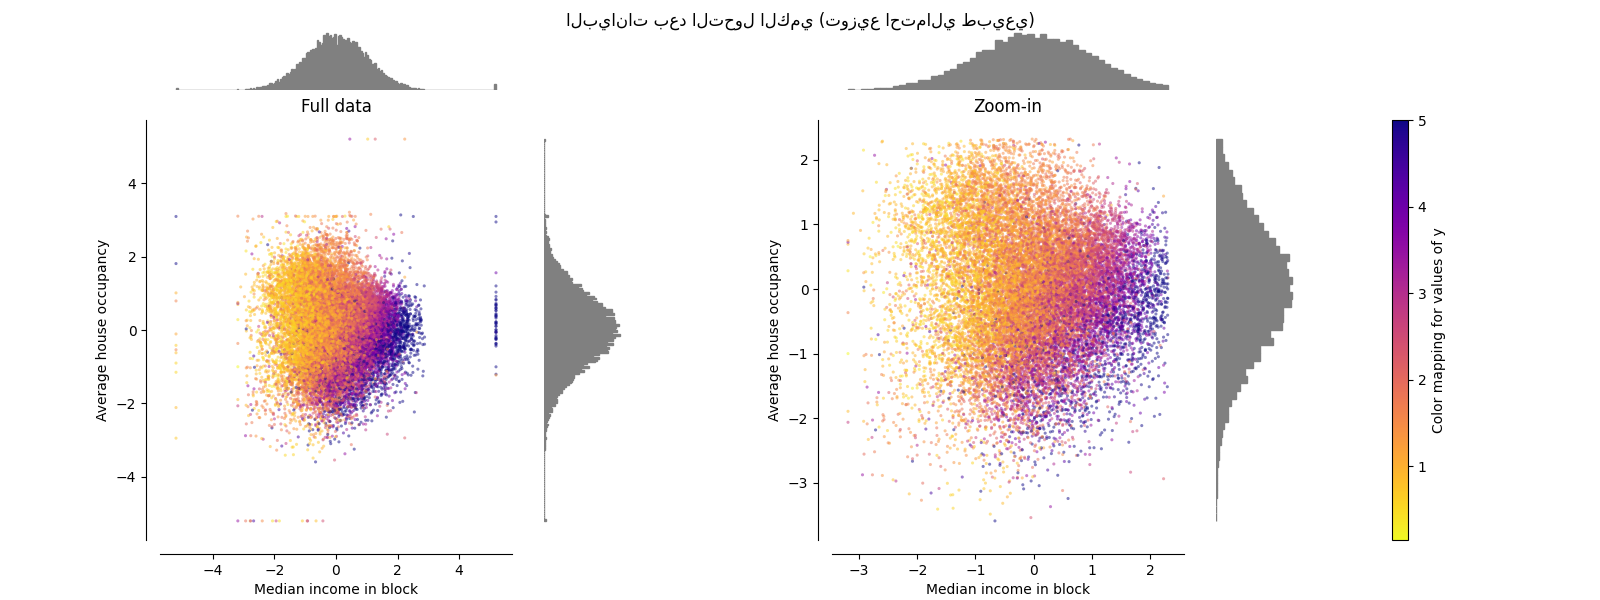 البيانات بعد التحول الكمي (توزيع احتمالي طبيعي)
Full data
Zoom-in
4
2
0
−2
−4
Average house occupancy
−4 −2 0 2 4
Median income in block
2
1
0
−1
−2
−3
Average house occupancy
−3 −2 −1 0 1 2
Median income in block
5
4
3
2
1
Color mapping for values of y